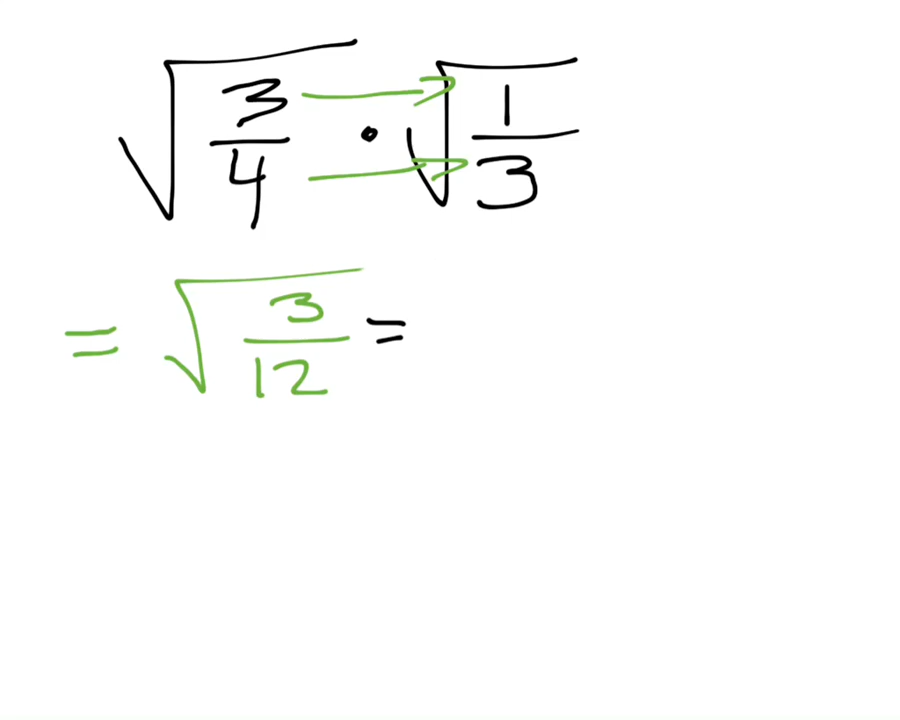 √(3/4) · √(1/3)
= √(3/12) =